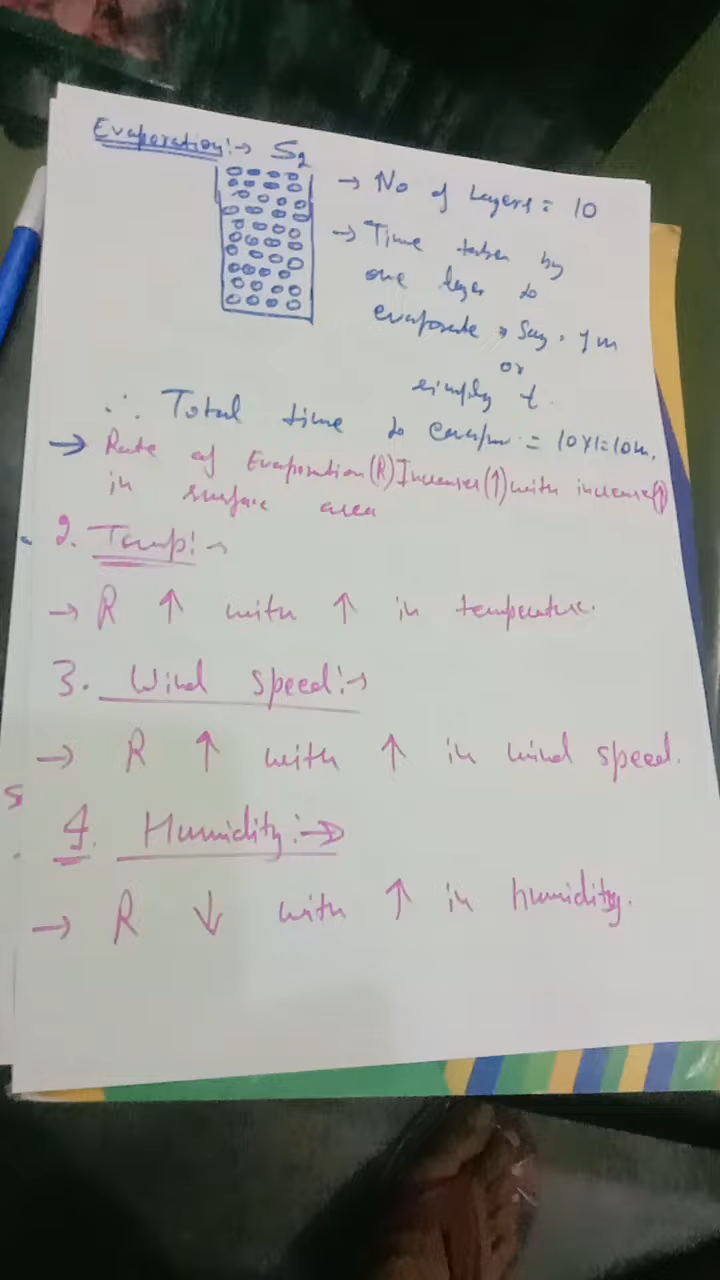 Evaporation:→ S2
→ No of Layers = 10
→ Time taken by
one layer to
evaporate → Say. 1m
or
simply t.
∴ Total time to = 10×1=10m.
→ Rate of Evaporation(R)Increases(↑)with increase(↑)
in surface area
2. Temp:→
→ R ↑ with ↑ in temperature.
3. Wind speed:→
→ R ↑ with ↑ in wind speed.
S
4. Humidity:→
→ R ↓ with ↑ in humidity.